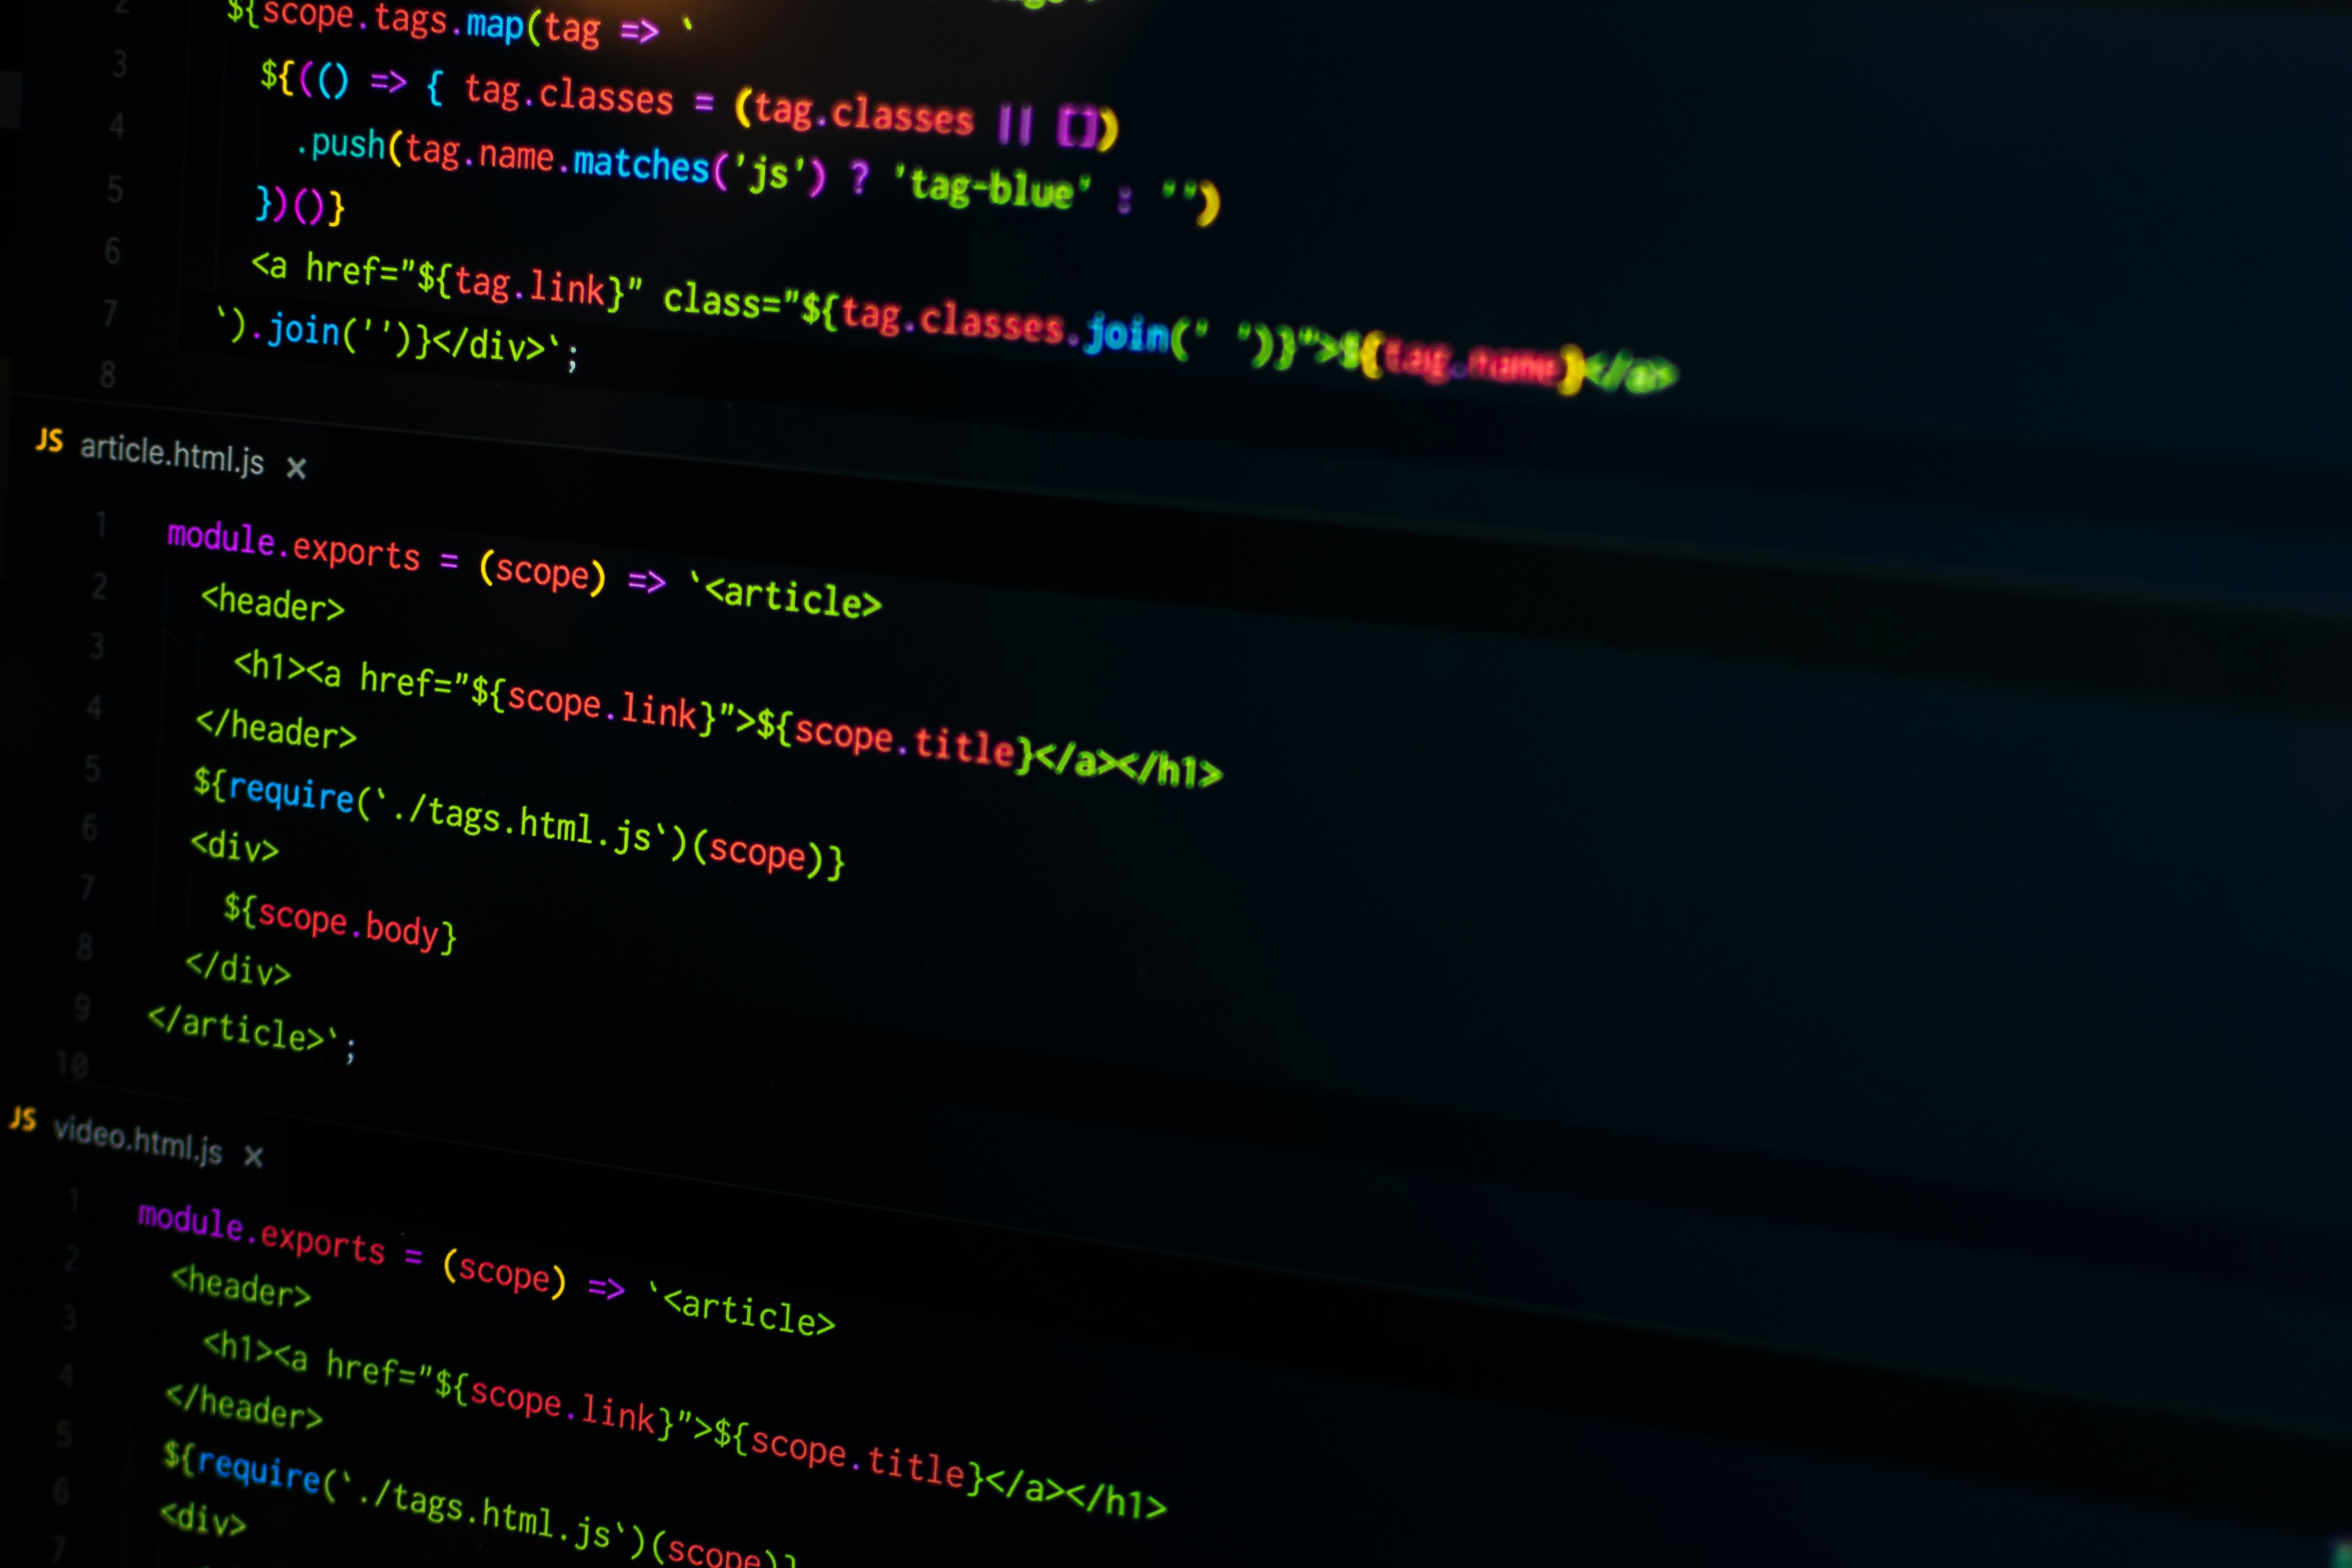 2
${scope.tags.map(tag => `
3
${(() => { tag.classes = (tag.classes || [])
4
.push(tag.name.matches('js') ? 'tag-blue' : '')
5
})()}
6
<a href="${tag.link}" class="${tag.classes.join(' ')}">${tag.name}</a>
7
`).join('')}</div>`;
8
JS article.html.js ×
1
module.exports = (scope) => `<article>
2
<header>
3
<h1><a href="${scope.link}">${scope.title}</a></h1>
4
</header>
5
${require(`./tags.html.js`)(scope)}
6
<div>
7
${scope.body}
8
</div>
9
</article>`;
10
JS video.html.js ×
1
module.exports = (scope) => `<article>
2
<header>
3
<h1><a href="${scope.link}">${scope.title}</a></h1>
4
</header>
5
${require(`./tags.html.js`)(scope)}
6
<div>
7